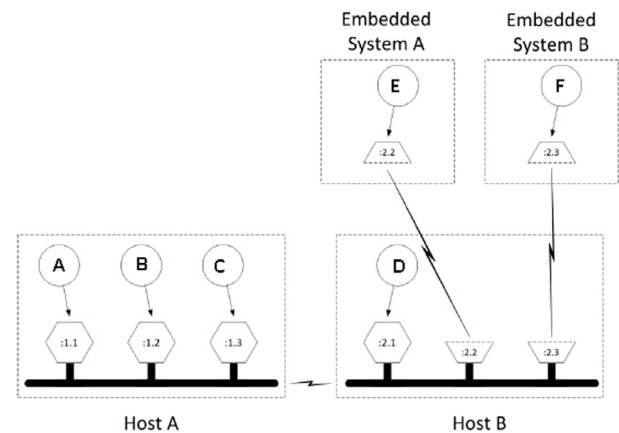 Embedded
System A
Embedded
System B
E
F
:2.2
:2.3
A
B
C
D
:1.1
:1.2
:1.3
:2.1
:2.2
:2.3
Host A
Host B